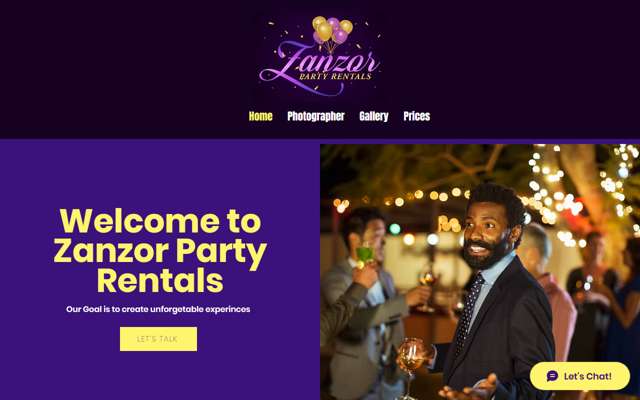 Zanzor
PARTY RENTALS
Home Photographer Gallery Prices
Welcome to
Zanzor Party
Rentals
Our Goal is to create unforgetable experinces
LET'S TALK
Let's Chat!